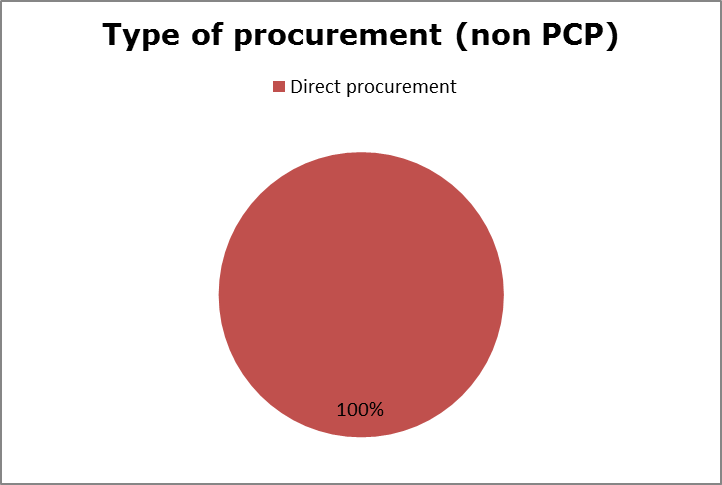 Type of procurement (non PCP)
Direct procurement
100%